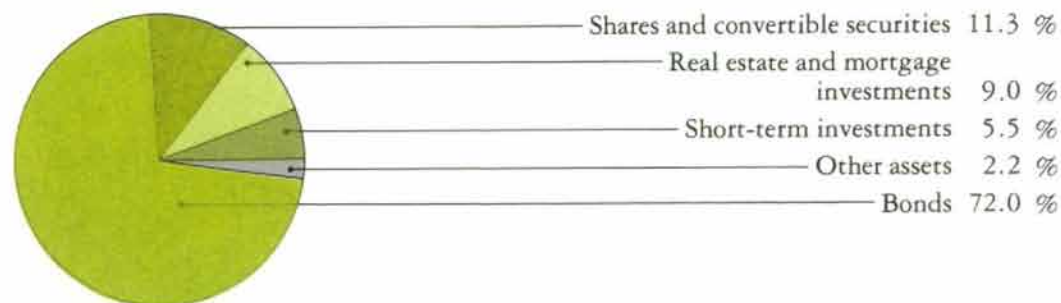 Shares and convertible securities 11.3 %
Real estate and mortgage
investments 9.0 %
Short-term investments 5.5 %
Other assets 2.2 %
Bonds 72.0 %